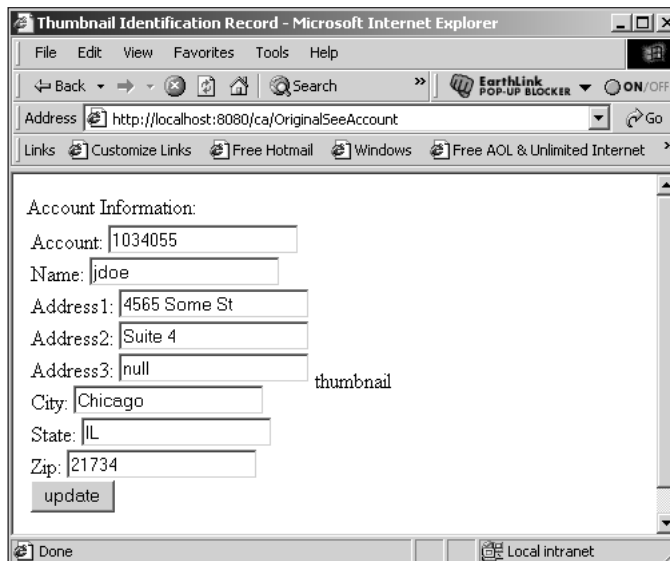 Thumbnail Identification Record - Microsoft Internet Explorer
File Edit View Favorites Tools Help
Back Search » EarthLink POP-UP BLOCKER ON/OFF
Address http://localhost:8080/ca/OriginalSeeAccount Go
Links Customize Links Free Hotmail Windows Free AOL & Unlimited Internet »
Account Information:
Account: 1034055
Name: jdoe
Address1: 4565 Some St
Address2: Suite 4
Address3: null
thumbnail
City: Chicago
State: IL
Zip: 21734
update
Done Local intranet